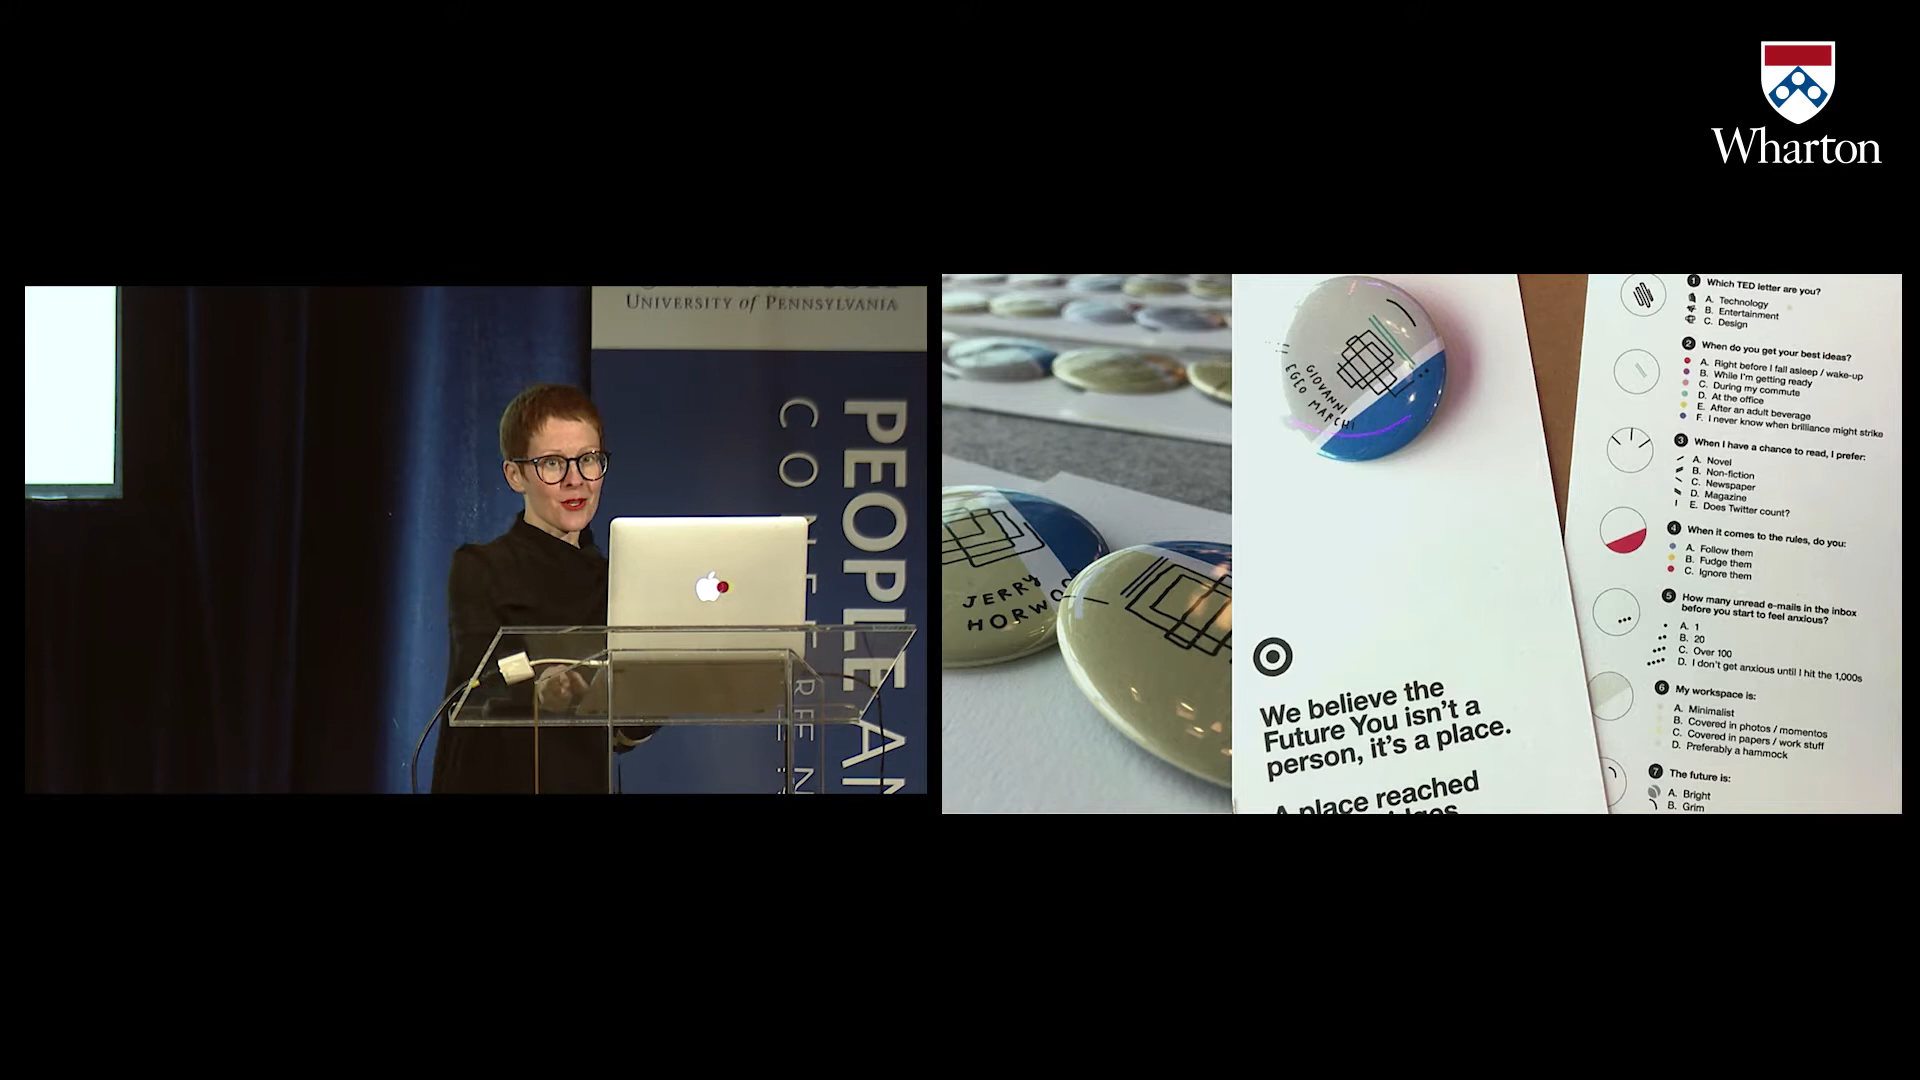 Wharton
UNIVERSITY of PENNSYLVANIA
PEOPLE AN
GIOVANNI
EGEO MARCHI
JERRY
HORWO
We believe the
Future You isn't a
person, it's a place.
A place reached
1 Which TED letter are you?
A. Technology
B. Entertainment
C. Design
2 When do you get your best ideas?
A. Right before I fall asleep / wake-up
B. While I'm getting ready
C. During my commute
D. At the office
E. After an adult beverage
F. I never know when brilliance might strike
3 When I have a chance to read, I prefer:
A. Novel
B. Non-fiction
C. Newspaper
D. Magazine
E. Does Twitter count?
4 When it comes to the rules, do you:
A. Follow them
B. Fudge them
C. Ignore them
5 How many unread e-mails in the inbox
before you start to feel anxious?
A. 1
B. 20
C. Over 100
D. I don't get anxious until I hit the 1,000s
6 My workspace is:
A. Minimalist
B. Covered in photos / momentos
C. Covered in papers / work stuff
D. Preferably a hammock
7 The future is:
A. Bright
B. Grim